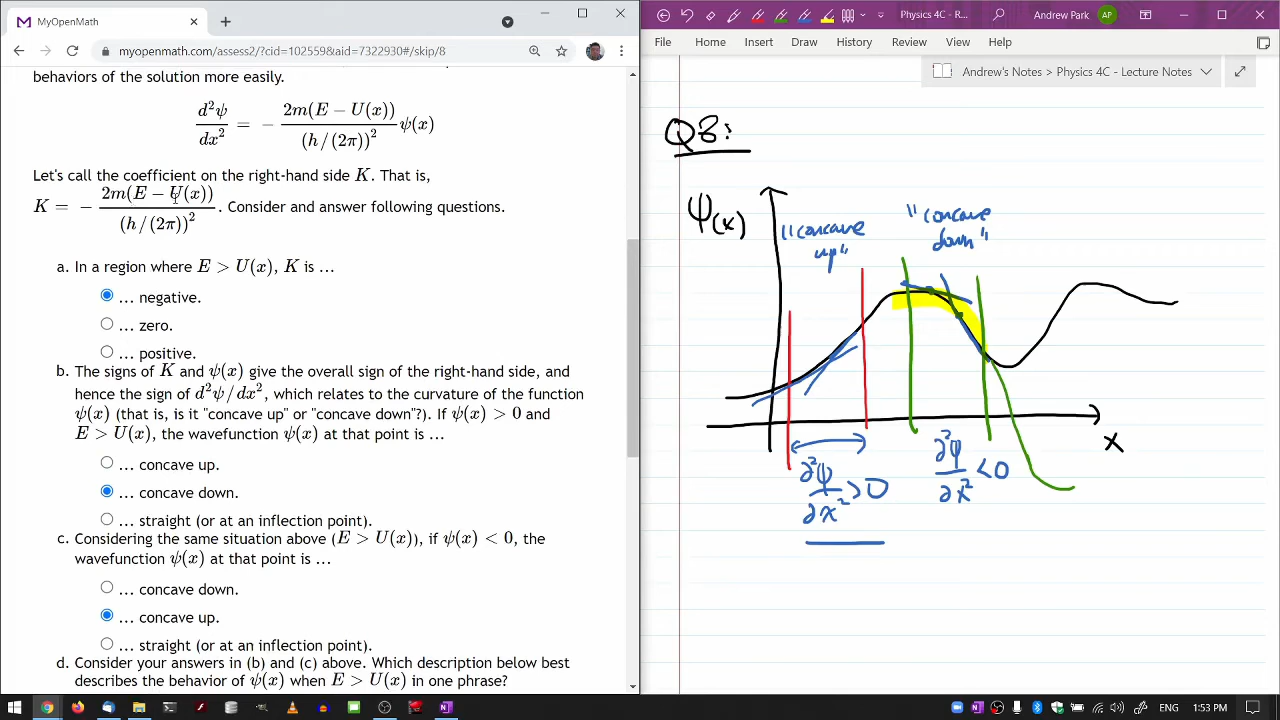 MyOpenMath
myopenmath.com/assess2/?cid=102559&aid=7322930#/skip/8
behaviors of the solution more easily.
d²ψ/dx² = − 2m(E − U(x))/(h/(2π))² ψ(x)
Let's call the coefficient on the right-hand side K. That is,
K = − 2m(E − U(x))/(h/(2π))². Consider and answer following questions.
a. In a region where E > U(x), K is ...
... negative.
... zero.
... positive.
b. The signs of K and ψ(x) give the overall sign of the right-hand side, and
hence the sign of d²ψ/dx², which relates to the curvature of the function
ψ(x) (that is, is it "concave up" or "concave down"?). If ψ(x) > 0 and
E > U(x), the wavefunction ψ(x) at that point is ...
... concave up.
... concave down.
... straight (or at an inflection point).
c. Considering the same situation above (E > U(x)), if ψ(x) < 0, the
wavefunction ψ(x) at that point is ...
... concave down.
... concave up.
... straight (or at an inflection point).
d. Consider your answers in (b) and (c) above. Which description below best
describes the behavior of ψ(x) when E > U(x) in one phrase?
Physics 4C - R...
Andrew Park
AP
File Home Insert Draw History Review View Help
Andrew's Notes > Physics 4C - Lecture Notes
Q8:
ψ(x)
"concave
up"
"concave
down"
x
∂²ψ/∂x² > 0
∂²ψ/∂x² < 0
1:53 PM